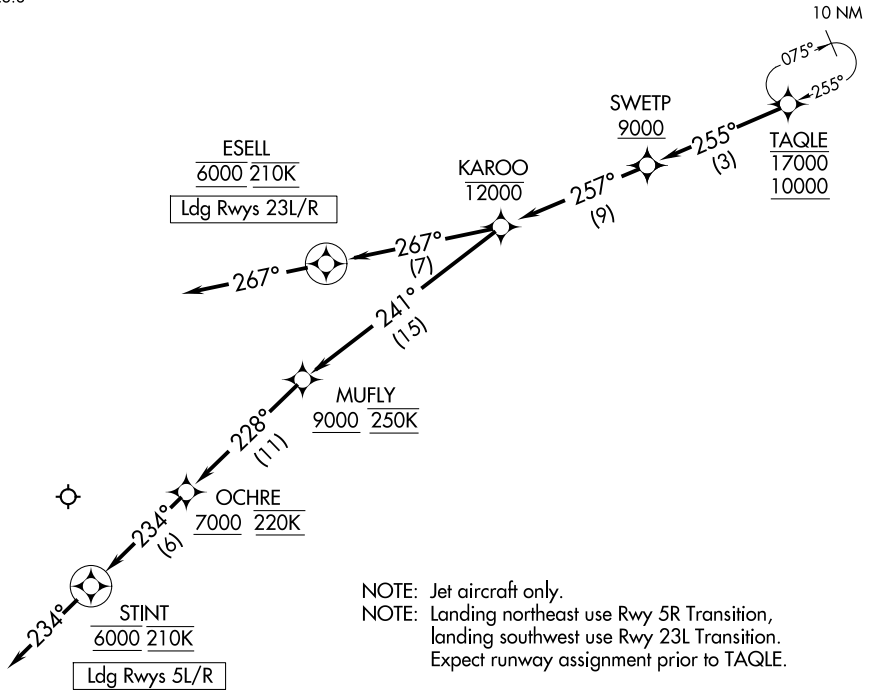 10 NM
075°
255°
SWETP
9000
255°
(3)
TAQLE
17000
10000
ESELL
6000 210K
Ldg Rwys 23L/R
KAROO
12000
257°
(9)
267°
(7)
267°
241°
(15)
MUFLY
9000 250K
228°
(11)
OCHRE
7000 220K
234°
(6)
STINT
6000 210K
Ldg Rwys 5L/R
234°
NOTE: Jet aircraft only.
NOTE: Landing northeast use Rwy 5R Transition,
landing southwest use Rwy 23L Transition.
Expect runway assignment prior to TAQLE.